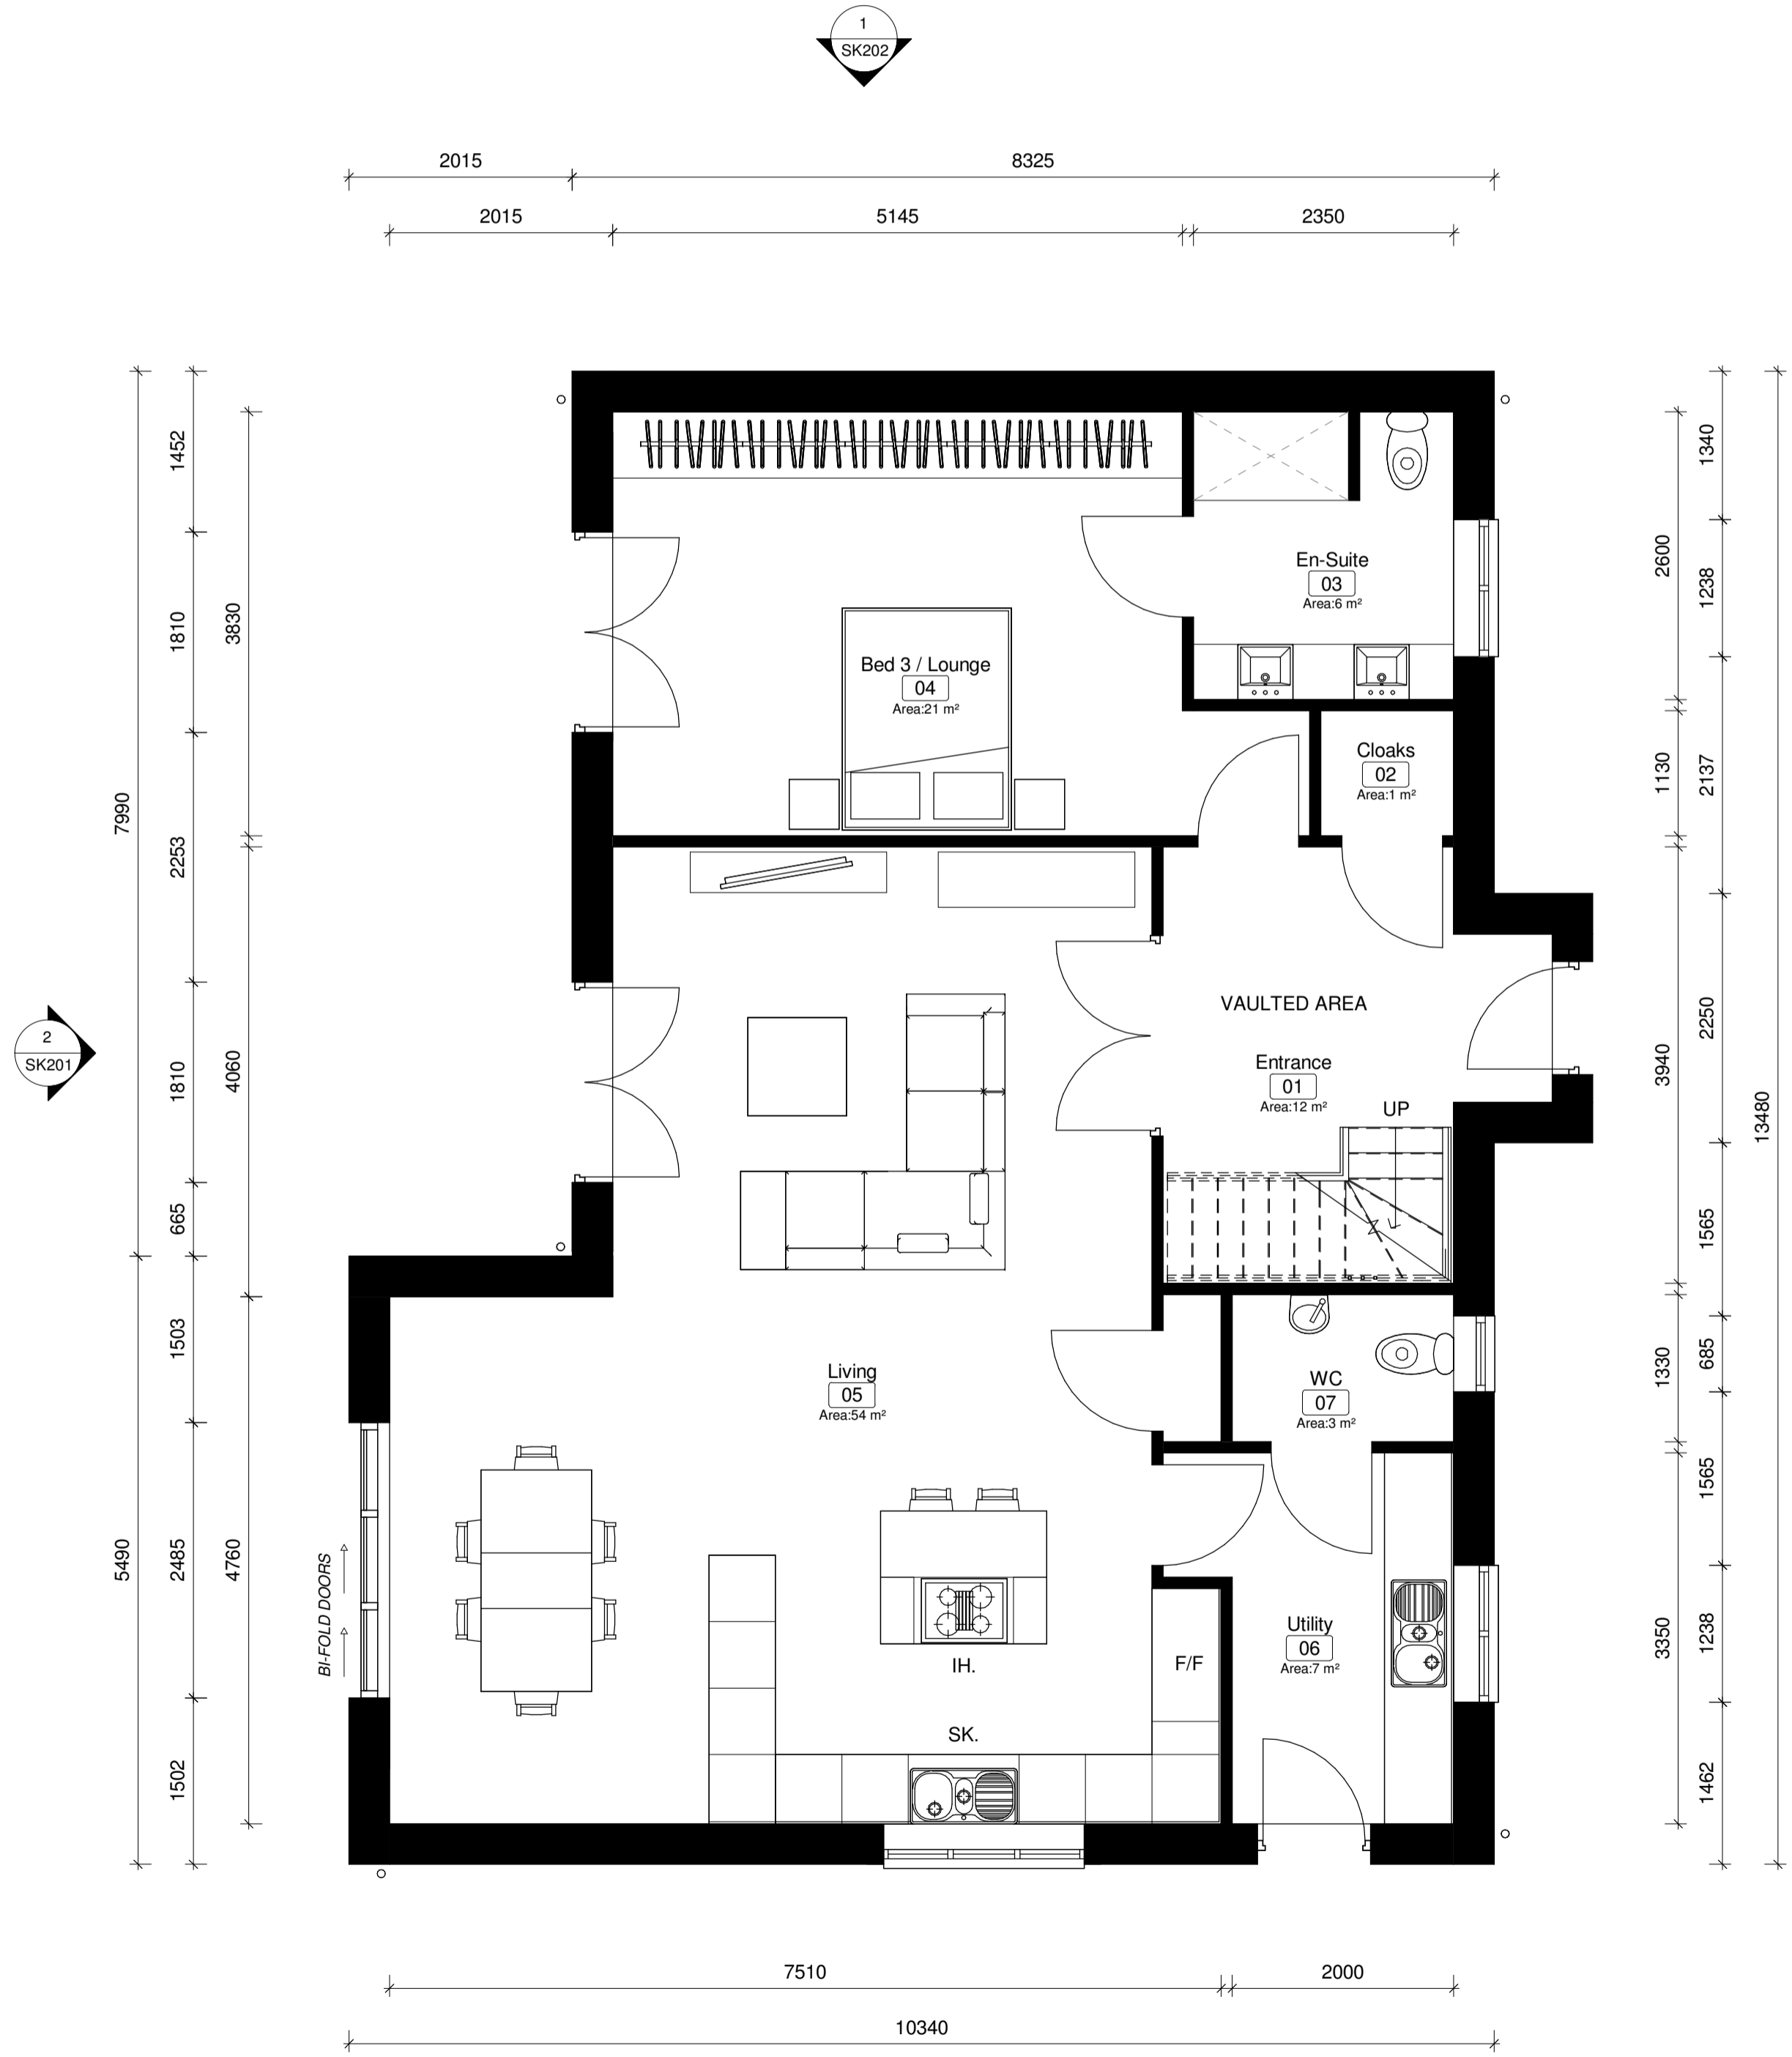 1
SK202
2015
8325
2015
5145
2350
7990
5490
1452
1810
2253
1810
665
1503
2485
1502
3830
4060
4760
2
SK201
En-Suite
03
Area:6 m²
Bed 3 / Lounge
04
Area:21 m²
Cloaks
02
Area:1 m²
VAULTED AREA
Entrance
01
Area:12 m²
UP
Living
05
Area:54 m²
WC
07
Area:3 m²
BI-FOLD DOORS
IH.
SK.
F/F
Utility
06
Area:7 m²
2600
1130
3940
1330
3350
1340
1238
2137
2250
1565
685
1565
1238
1462
13480
7510
2000
10340